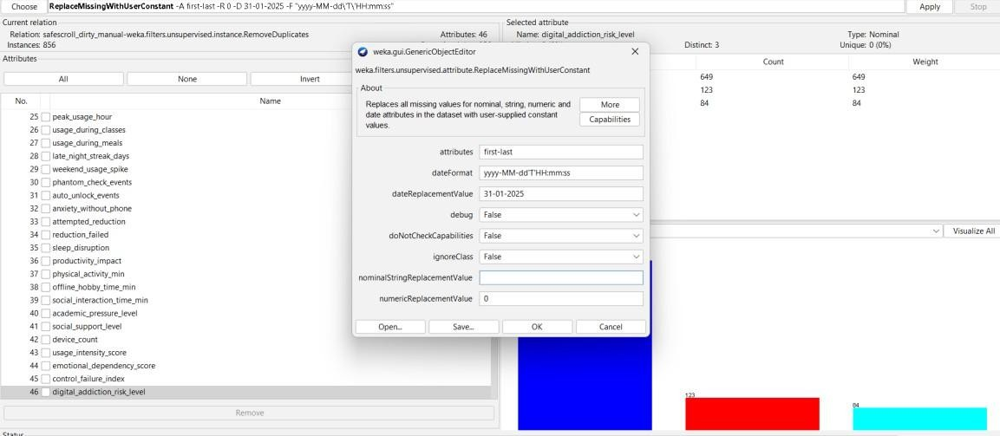 Choose ReplaceMissingWithUserConstant -A first-last -R 0 -D 31-01-2025 -F "yyyy-MM-dd\'T\'HH:mm:ss" Apply Stop
Current relation
Relation: safescroll_dirty_manual-weka.filters.unsupervised.instance.RemoveDuplicates Attributes: 46
Instances: 856
Selected attribute
Name: digital_addiction_risk_level Type: Nominal
Distinct: 3 Unique: 0 (0%)
Attributes
All None Invert
No. Name
25 peak_usage_hour
26 usage_during_classes
27 usage_during_meals
28 late_night_streak_days
29 weekend_usage_spike
30 phantom_check_events
31 auto_unlock_events
32 anxiety_without_phone
33 attempted_reduction
34 reduction_failed
35 sleep_disruption
36 productivity_impact
37 physical_activity_min
38 offline_hobby_time_min
39 social_interaction_time_min
40 academic_pressure_level
41 social_support_level
42 device_count
43 usage_intensity_score
44 emotional_dependency_score
45 control_failure_index
46 digital_addiction_risk_level
Remove
weka.gui.GenericObjectEditor
weka.filters.unsupervised.attribute.ReplaceMissingWithUserConstant
About
Replaces all missing values for nominal, string, numeric and
date attributes in the dataset with user-supplied constant
values.
More
Capabilities
attributes first-last
dateFormat yyyy-MM-dd'T'HH:mm:ss
dateReplacementValue 31-01-2025
debug False
doNotCheckCapabilities False
ignoreClass False
nominalStringReplacementValue
numericReplacementValue 0
Open... Save... OK Cancel
Count Weight
649 649
123 123
84 84
Visualize All
123
84
Status